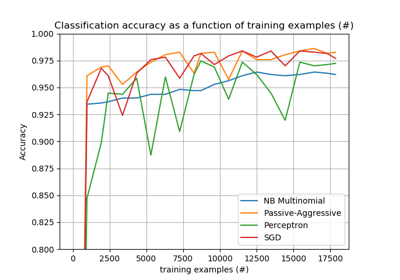 Classification accuracy as a function of training examples (#)
1.000
0.975
0.950
0.925
0.900
0.875
0.850
0.825
0.800
Accuracy
NB Multinomial
Passive-Aggressive
Perceptron
SGD
0 2500 5000 7500 10000 12500 15000 17500
training examples (#)